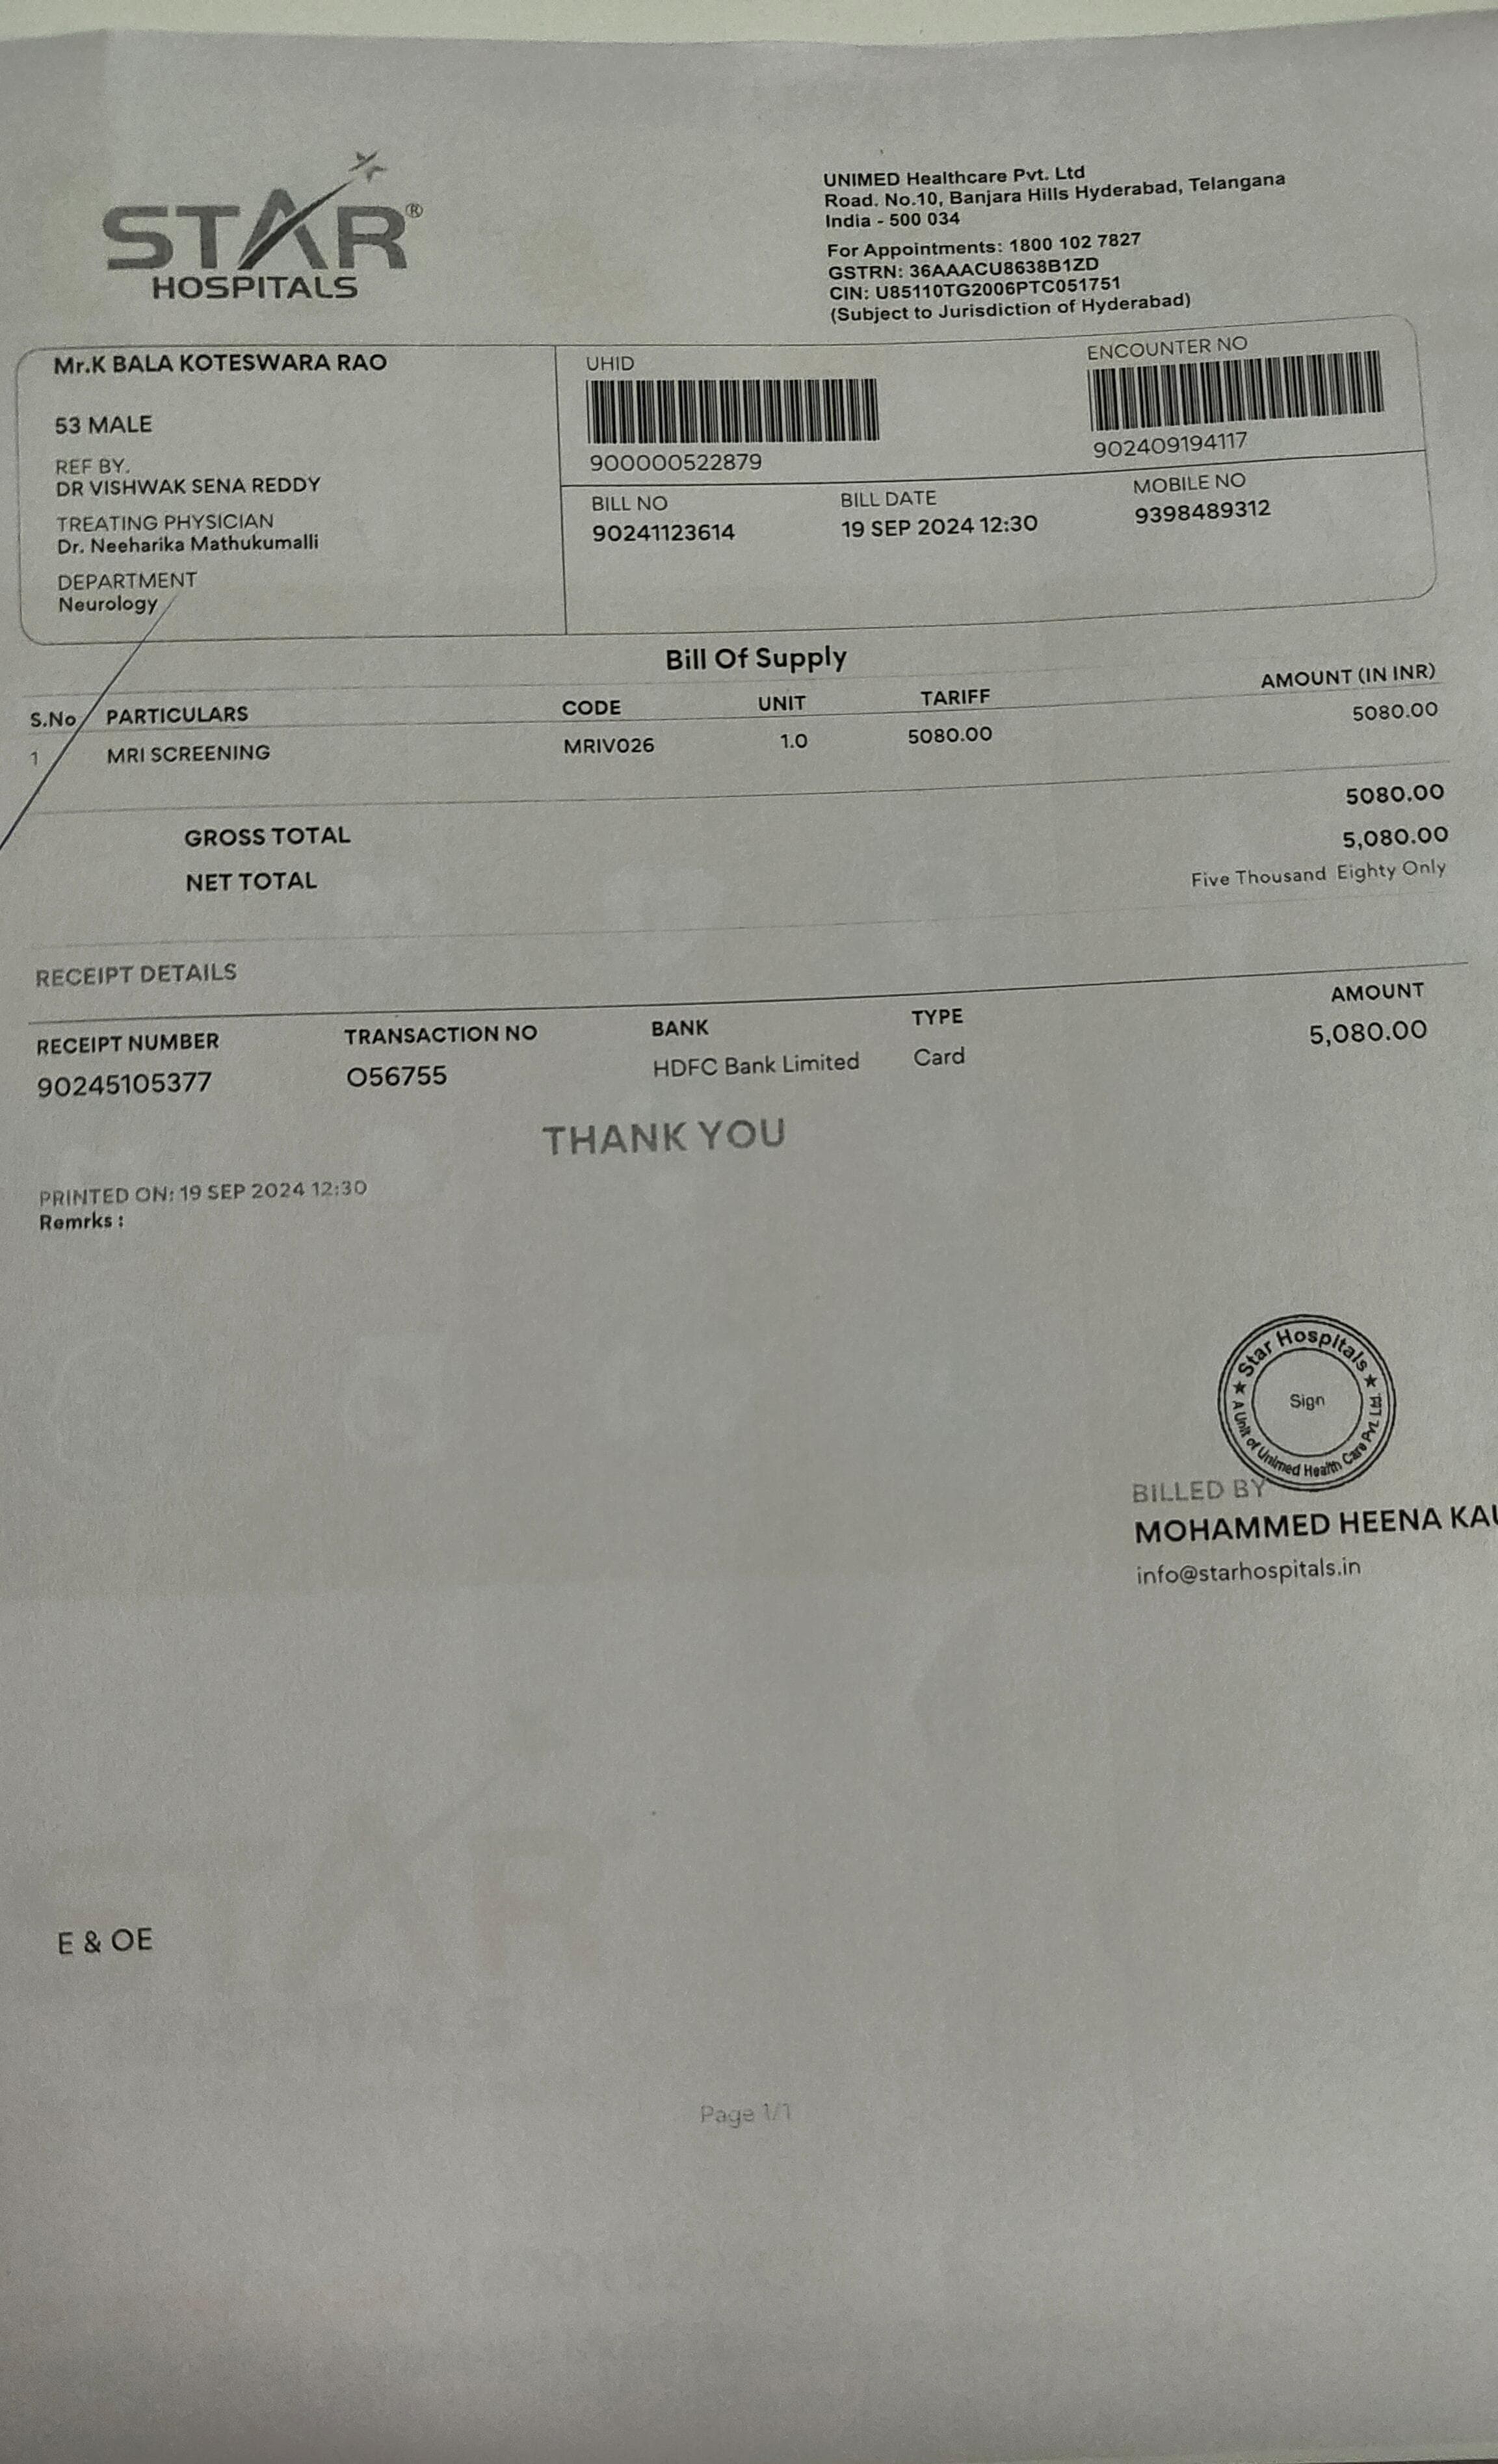 STAR®
HOSPITALS
UNIMED Healthcare Pvt. Ltd
Road. No.10, Banjara Hills Hyderabad, Telangana
India - 500 034
For Appointments: 1800 102 7827
GSTRN: 36AAACU8638B1ZD
CIN: U85110TG2006PTC051751
(Subject to Jurisdiction of Hyderabad)
Mr.K BALA KOTESWARA RAO
53 MALE
REF BY.
DR VISHWAK SENA REDDY
TREATING PHYSICIAN
Dr. Neeharika Mathukumalli
DEPARTMENT
Neurology
UHID
900000522879
ENCOUNTER NO
902409194117
BILL NO BILL DATE MOBILE NO
90241123614 19 SEP 2024 12:30 9398489312
Bill Of Supply
S.No PARTICULARS CODE UNIT TARIFF AMOUNT (IN INR)
1 MRI SCREENING MRIV026 1.0 5080.00 5080.00
GROSS TOTAL 5080.00
NET TOTAL 5,080.00
Five Thousand Eighty Only
RECEIPT DETAILS
RECEIPT NUMBER TRANSACTION NO BANK TYPE AMOUNT
90245105377 O56755 HDFC Bank Limited Card 5,080.00
THANK YOU
PRINTED ON: 19 SEP 2024 12:30
Remrks :
Star Hospitals
Sign
A Unit of Unimed Health Care Pvt. Ltd.
BILLED BY
MOHAMMED HEENA KAU
info@starhospitals.in
E & OE
Page 1/1